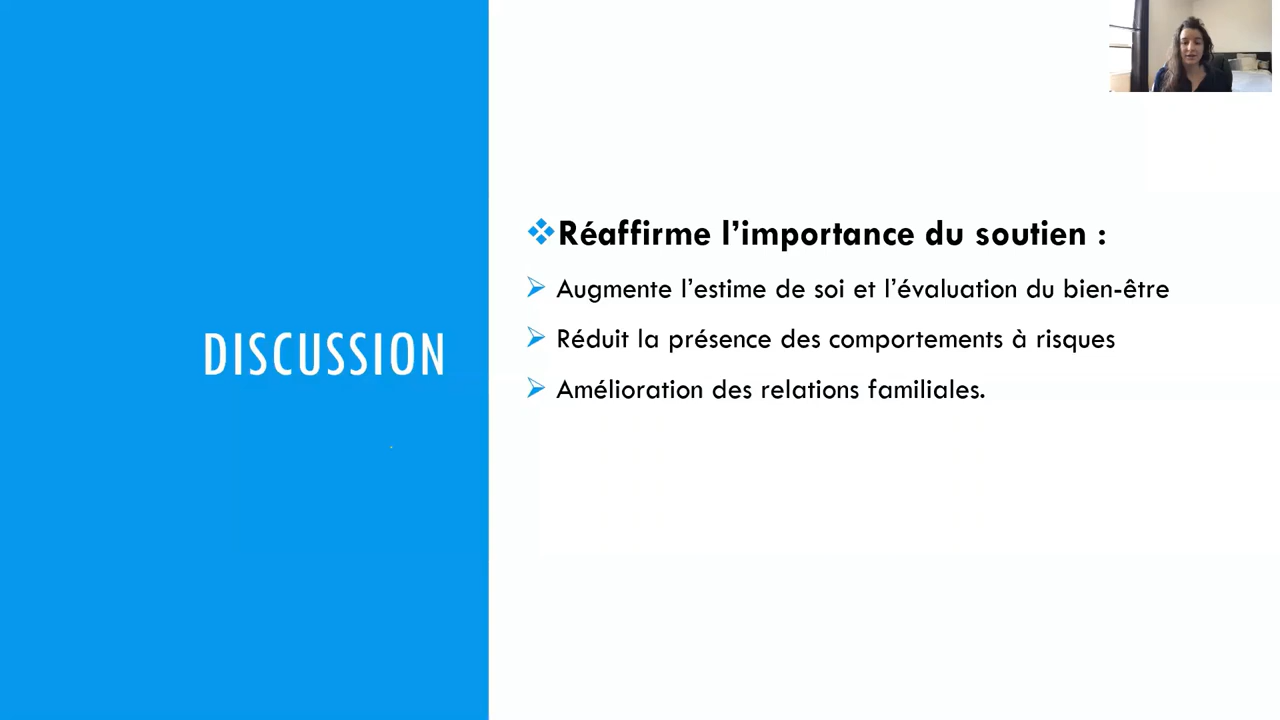 DISCUSSION
Réaffirme l’importance du soutien :
Augmente l’estime de soi et l’évaluation du bien-être
Réduit la présence des comportements à risques
Amélioration des relations familiales.